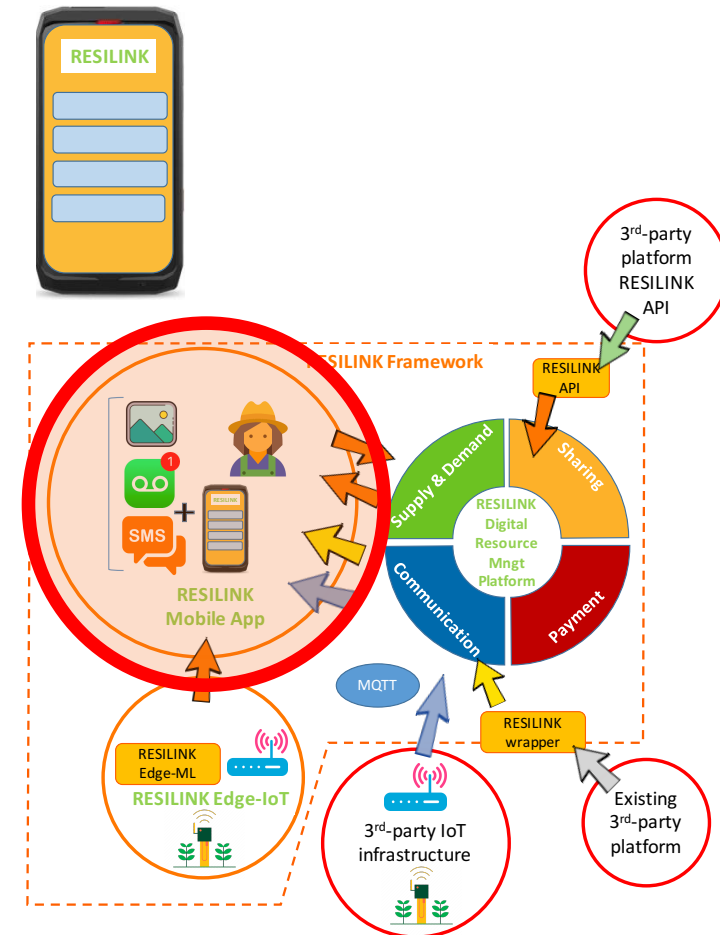 RESILINK
3rd-party
platform
RESILINK
API
RESILINK Framework
RESILINK
API
1
SMS
+
RESILINK
RESILINK
Mobile App
Supply & Demand
Sharing
RESILINK
Digital
Resource
Mngt
Platform
Communication
Payment
MQTT
RESILINK
wrapper
RESILINK
Edge-ML
RESILINK Edge-IoT
3rd-party IoT
infrastructure
Existing
3rd-party
platform